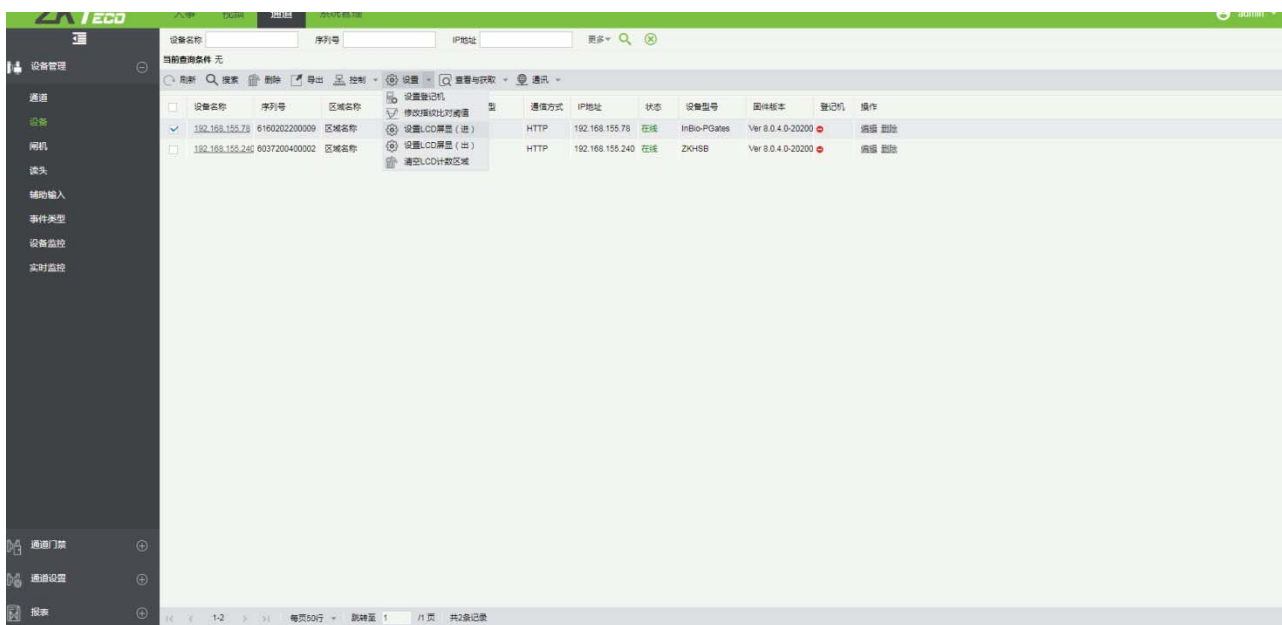 ZKTECO 人事 视频 通道 系统管理 admin
设备名称 序列号 IP地址 更多
设备管理
当前查询条件 无
刷新 搜索 删除 导出 控制 设置 查看与获取 通讯
设置登记机
修改指纹比对阈值
设置LCD屏显(进)
设置LCD屏显(出)
清空LCD计数区域
通道
设备
闸机
读头
辅助输入
事件类型
设备监控
实时监控
设备名称 序列号 区域名称 型 通信方式 IP地址 状态 设备型号 固件版本 登记机 操作
192.168.155.78 6160202200009 区域名称 HTTP 192.168.155.78 在线 InBio-PGates Ver 8.0.4.0-20200 编辑 删除
192.168.155.240 6037200400002 区域名称 HTTP 192.168.155.240 在线 ZKHSB Ver 8.0.4.0-20200 编辑 删除
通道门禁
通道设置
报表
1-2 每页50行 跳转至 1 /1 页 共2条记录